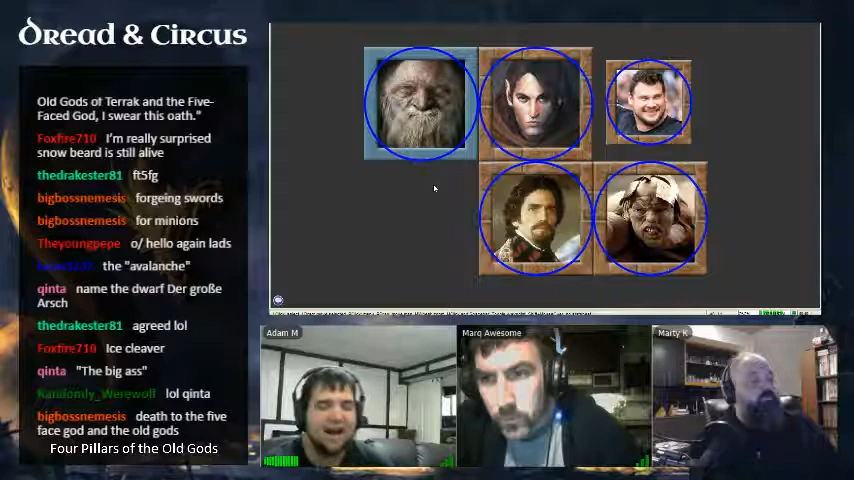 Dread & Circus
Old Gods of Terrak and the Five-
Faced God, I swear this oath."
Foxfire710 I'm really surprised
snow beard is still alive
thedrakester81 ft5fg
bigbossnemesis forgeing swords
bigbossnemesis for minions
Theyoungpepe o/ hello again lads
the "avalanche"
qinta name the dwarf Der große
Arsch
thedrakester81 agreed lol
Foxfire710 Ice cleaver
qinta "The big ass"
Randomly_Werewolf lol qinta
bigbossnemesis death to the five
face god and the old gods
Four Pillars of the Old Gods
Adam M
Marq Awesome
Marty K